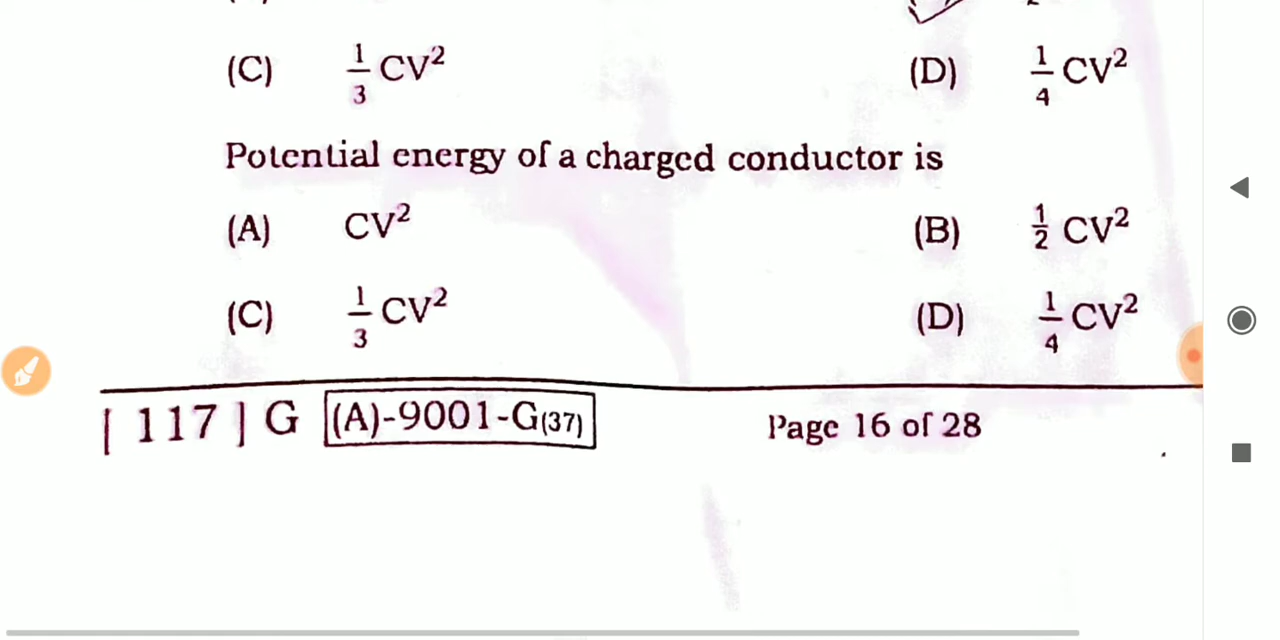 (C) 1/3 CV² (D) 1/4 CV²
Potential energy of a charged conductor is
(A) CV² (B) 1/2 CV²
(C) 1/3 CV² (D) 1/4 CV²
[ 117 ] G (A)-9001-G(37) Page 16 of 28